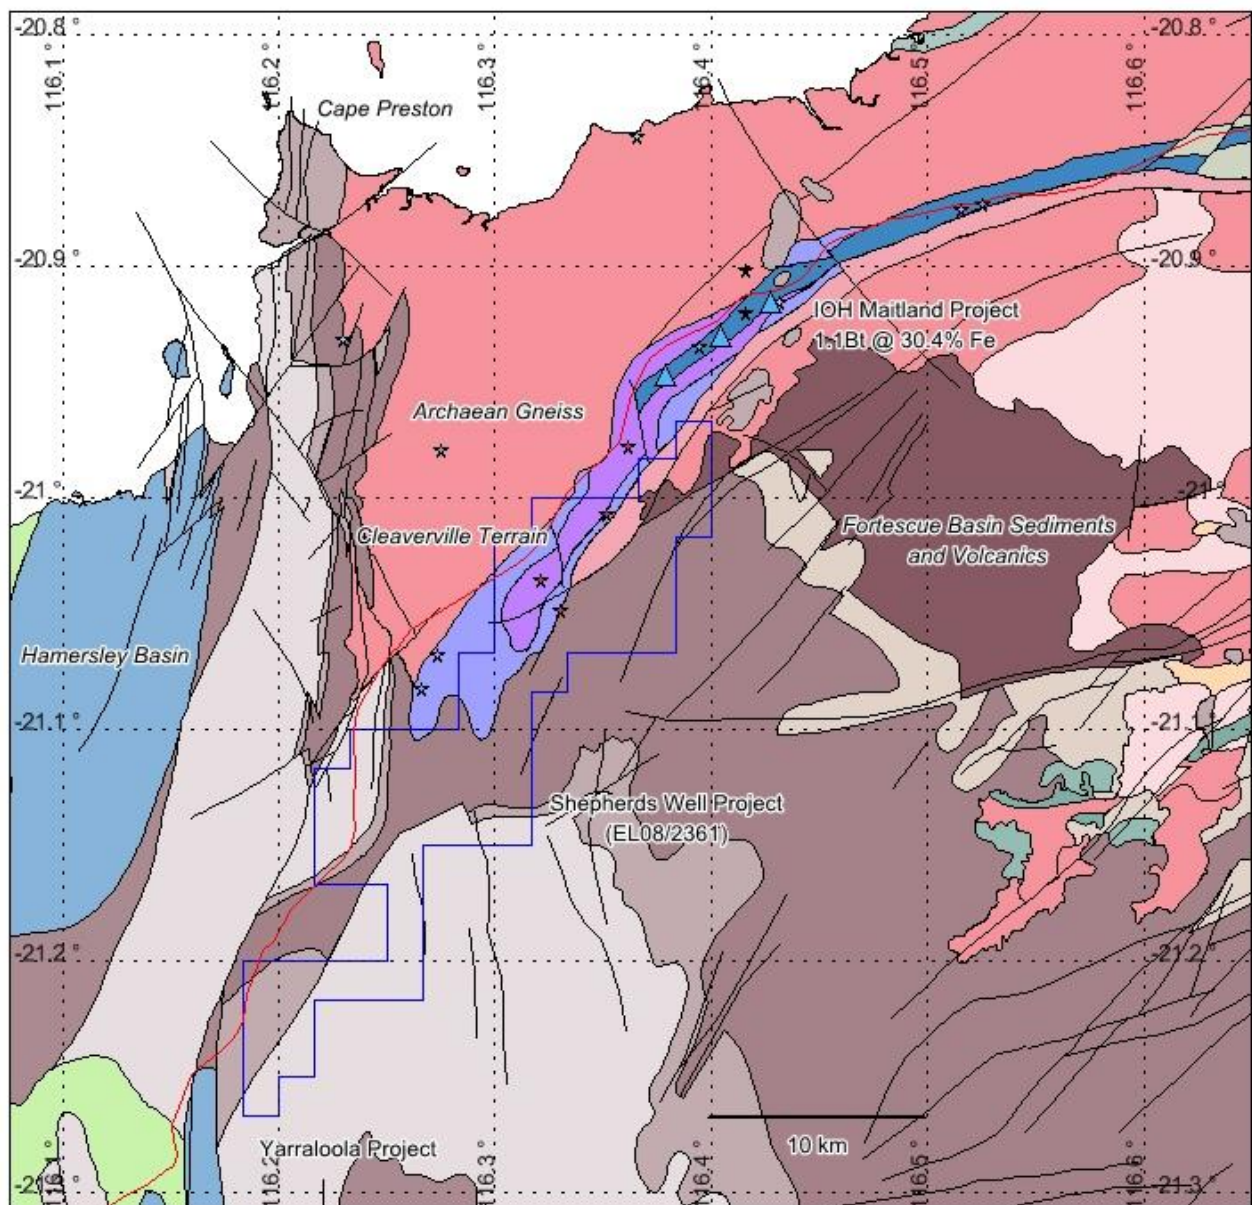 -20.8°
-20.8°
116.1°
116.2°
116.3°
116.4°
116.5°
116.6°
Cape Preston
-20.9°
-20.9°
IOH Maitland Project
1.1Bt @ 30.4% Fe
Archaean Gneiss
-21°
-21°
Cleaverville Terrain
Fortescue Basin Sediments
and Volcanics
Hamersley Basin
-21.1°
-21.1°
Shepherds Well Project
(EL08/2361)
-21.2°
-21.2°
10 km
Yarraloola Project
116.1°
116.2°
116.3°
116.4°
116.5°
116.6°
-21.3°
-21.3°